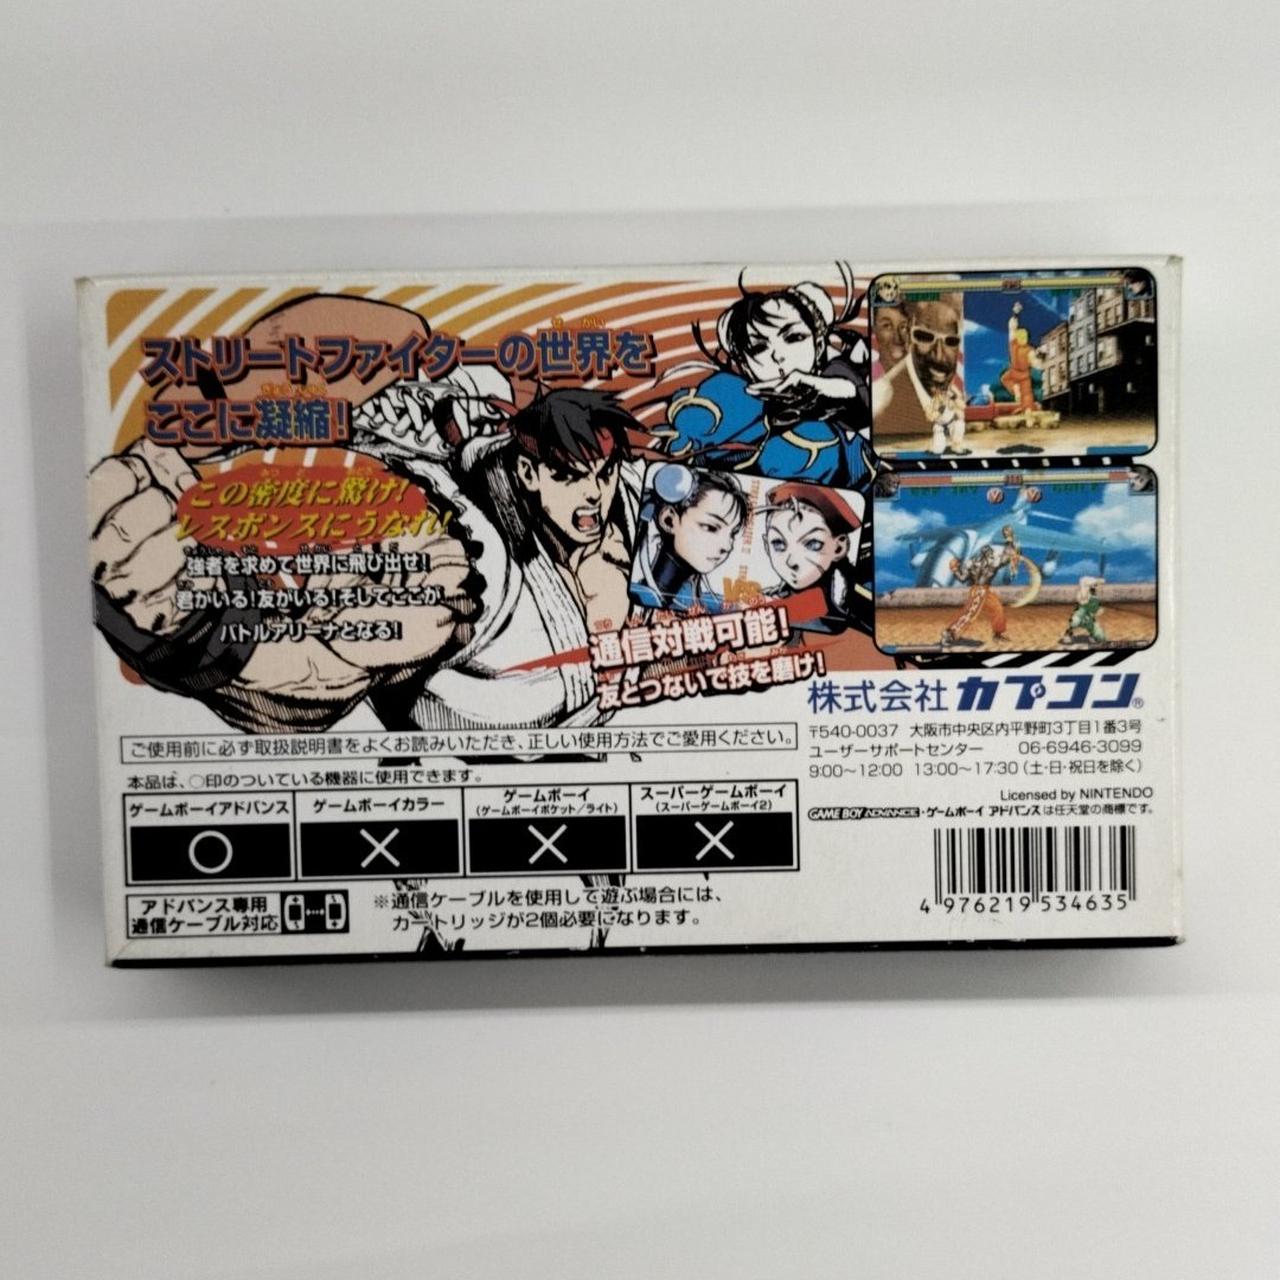 ストリートファイターの世界を
ここに凝縮!
この密度に驚け!
レスポンスにうなれ!
強者を求めて世界に飛び出せ!
君がいる!友がいる!そしてここが
バトルアリーナとなる!
VS
通信対戦可能!
友とつないで技を磨け!
株式会社カプコン®
〒540-0037 大阪市中央区内平野町3丁目1番3号
ユーザーサポートセンター 06-6946-3099
9:00〜12:00 13:00〜17:30(土・日・祝日を除く)
Licensed by NINTENDO
GAME BOY ADVANCE・ゲームボーイ アドバンスは任天堂の商標です。
ご使用前に必ず取扱説明書をよくお読みいただき、正しい使用方法でご愛用ください。
本品は、○印のついている機器に使用できます。
ゲームボーイアドバンス
ゲームボーイカラー
ゲームボーイ
(ゲームボーイポケット/ライト)
スーパーゲームボーイ
(スーパーゲームボーイ2)
○ × × ×
アドバンス専用
通信ケーブル対応
※通信ケーブルを使用して遊ぶ場合には、
カートリッジが2個必要になります。
4 976219 534635